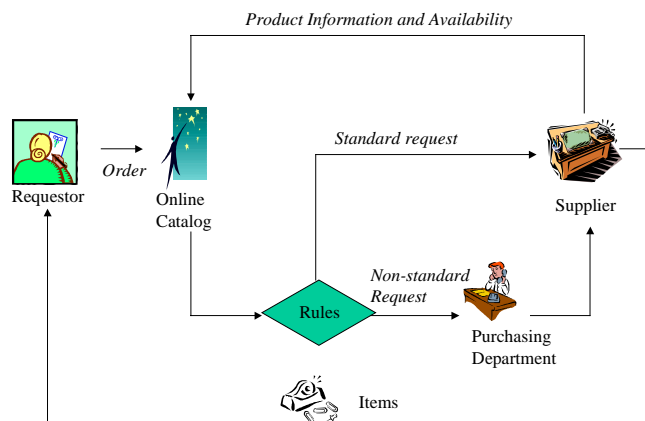 Product Information and Availability
Standard request
Order
Requestor
Online
Catalog
Supplier
Non-standard
Request
Rules
Purchasing
Department
Items